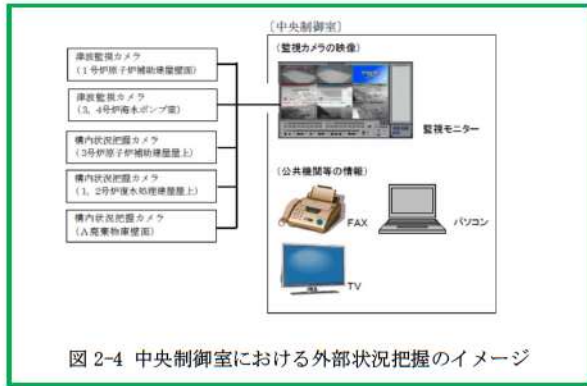 〔中央制御室〕
(監視カメラの映像)
津波監視カメラ
(1号炉原子炉補助建屋壁面)
津波監視カメラ
(3,4号炉海水ポンプ室)
構内状況把握カメラ
(3号炉原子炉補助建屋屋上)
構内状況把握カメラ
(1,2号炉復水処理建屋屋上)
構内状況把握カメラ
(A廃棄物庫壁面)
監視モニター
(公共機関等の情報)
FAX
パソコン
TV
図 2-4 中央制御室における外部状況把握のイメージ